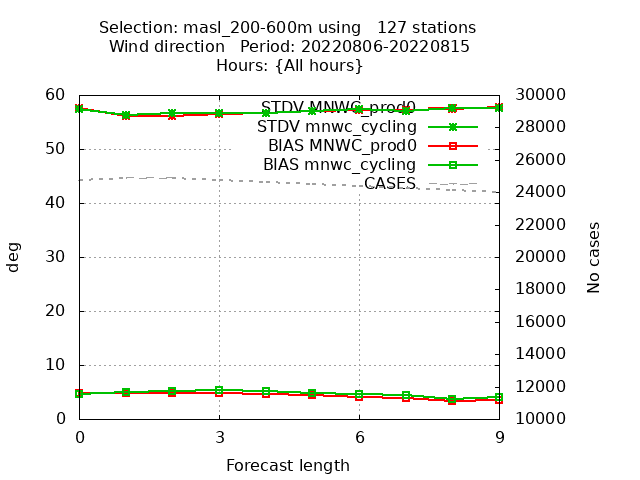 Selection: masl_200-600m using   127 stations
Wind direction   Period: 20220806-20220815
Hours: {All hours}
60
50
40
30
20
10
0
deg
30000
28000
26000
24000
22000
20000
18000
16000
14000
12000
10000
No cases
STDV MNWC_prod0
STDV mnwc_cycling
BIAS MNWC_prod0
BIAS mnwc_cycling
CASES
0
3
6
9
Forecast length